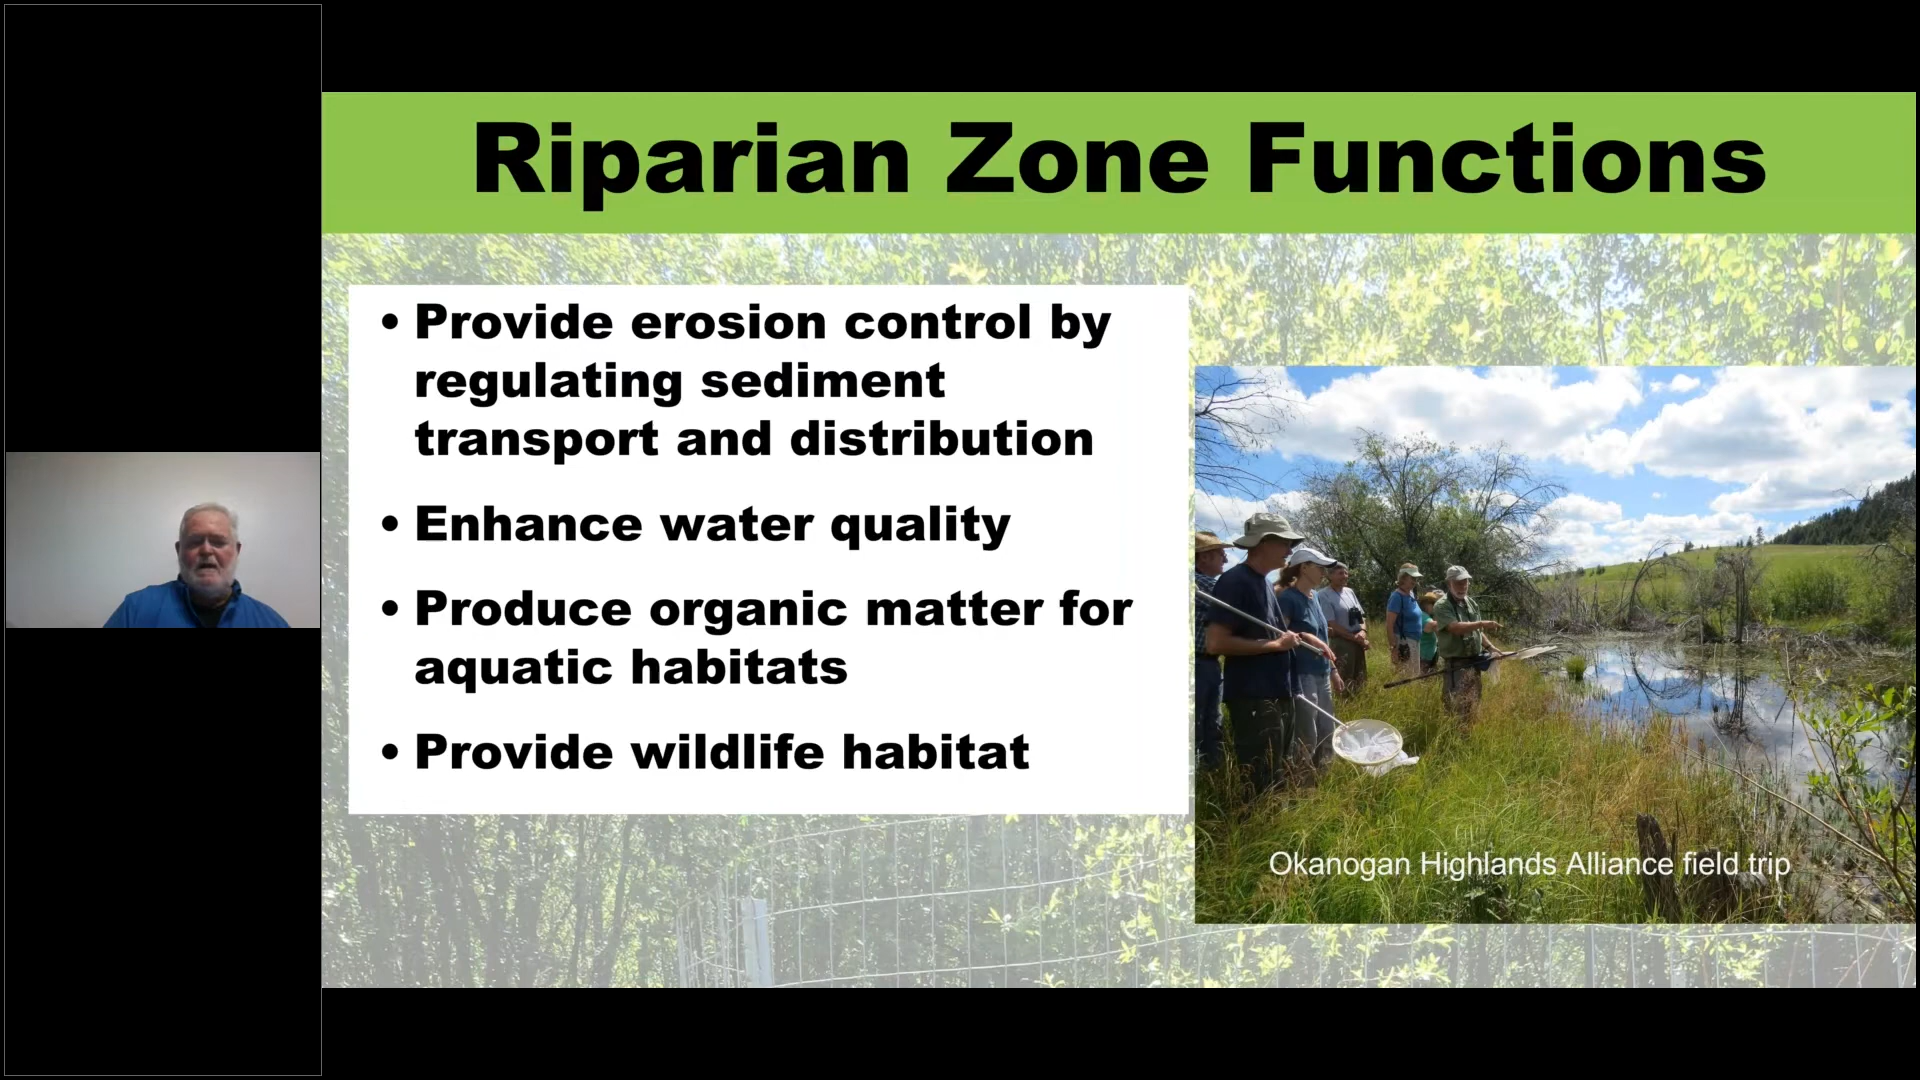 Riparian Zone Functions
• Provide erosion control by
regulating sediment
transport and distribution
• Enhance water quality
• Produce organic matter for
aquatic habitats
• Provide wildlife habitat
Okanogan Highlands Alliance field trip